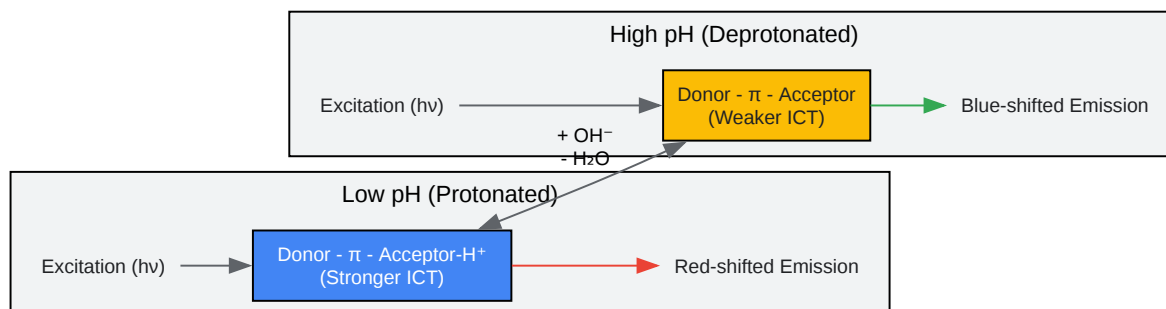 High pH (Deprotonated)
Excitation (hν)
Donor - π - Acceptor
(Weaker ICT)
Blue-shifted Emission
+ OH⁻
- H₂O
Low pH (Protonated)
Excitation (hν)
Donor - π - Acceptor-H⁺
(Stronger ICT)
Red-shifted Emission